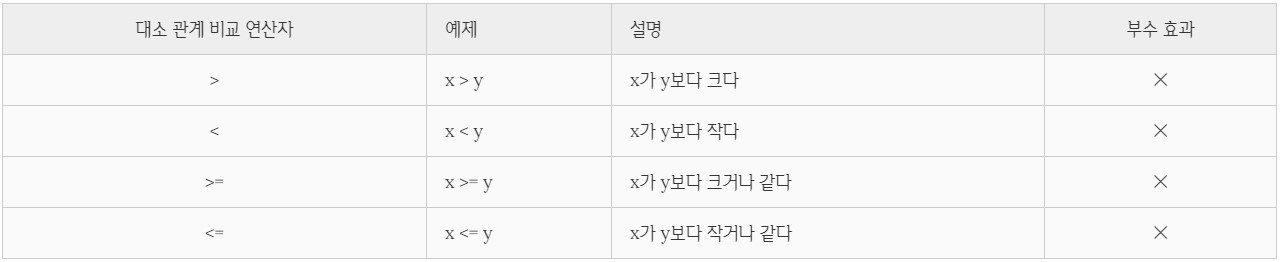 대소 관계 비교 연산자 예제 설명 부수 효과
> x > y x가 y보다 크다 ×
< x < y x가 y보다 작다 ×
>= x >= y x가 y보다 크거나 같다 ×
<= x <= y x가 y보다 작거나 같다 ×